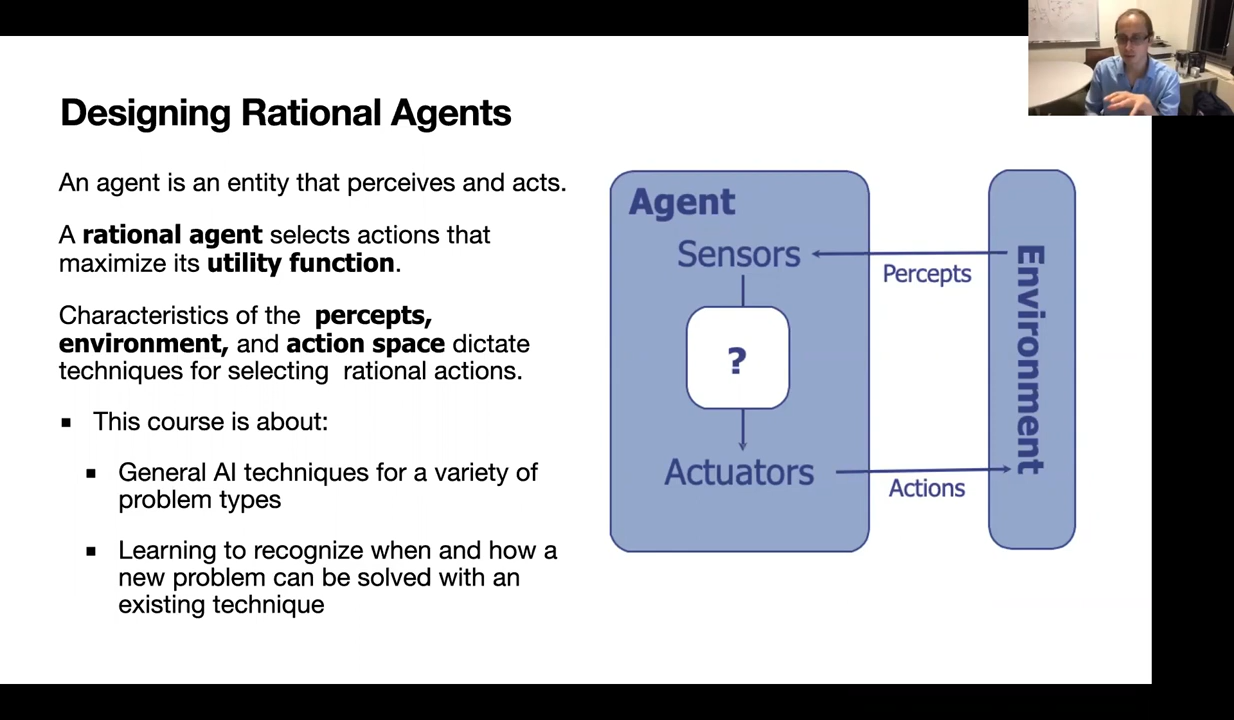 Designing Rational Agents
An agent is an entity that perceives and acts.
A rational agent selects actions that
maximize its utility function.
Characteristics of the percepts,
environment, and action space dictate
techniques for selecting rational actions.
▪ This course is about:
▪ General AI techniques for a variety of
problem types
▪ Learning to recognize when and how a
new problem can be solved with an
existing technique
Agent
Sensors
?
Actuators
Percepts
Actions
Environment